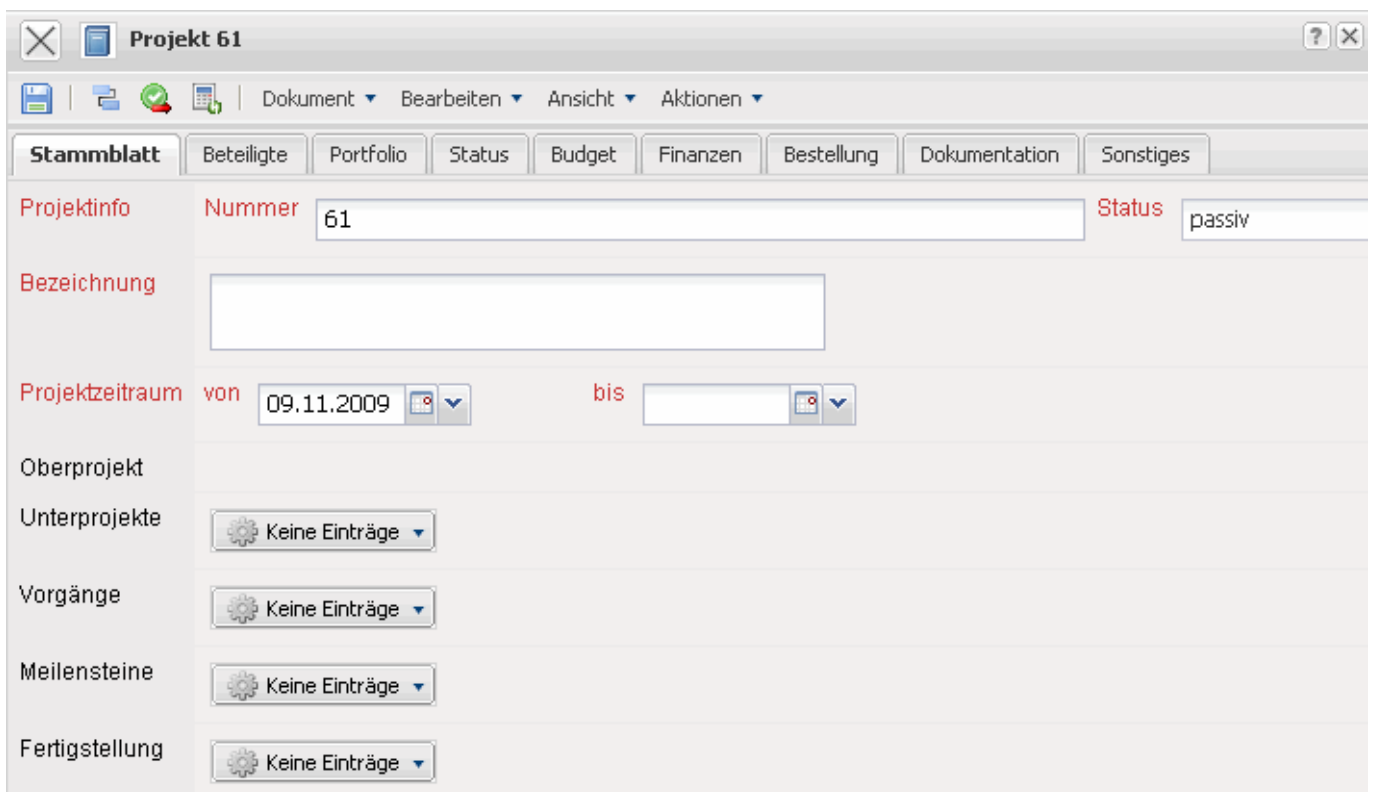 Projekt 61
Dokument Bearbeiten Ansicht Aktionen
Stammblatt Beteiligte Portfolio Status Budget Finanzen Bestellung Dokumentation Sonstiges
Projektinfo Nummer 61 Status passiv
Bezeichnung
Projektzeitraum von 09.11.2009 bis
Oberprojekt
Unterprojekte Keine Einträge
Vorgänge Keine Einträge
Meilensteine Keine Einträge
Fertigstellung Keine Einträge